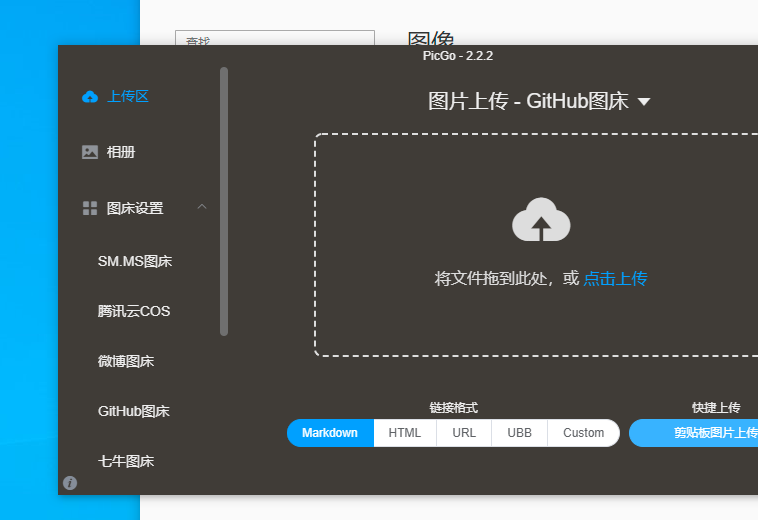 查找
图像
PicGo - 2.2.2
上传区
相册
图床设置
SM.MS图床
腾讯云COS
微博图床
GitHub图床
七牛图床
图片上传 - GitHub图床
将文件拖到此处，或 点击上传
链接格式
Markdown HTML URL UBB Custom
快捷上传
剪贴板图片上传